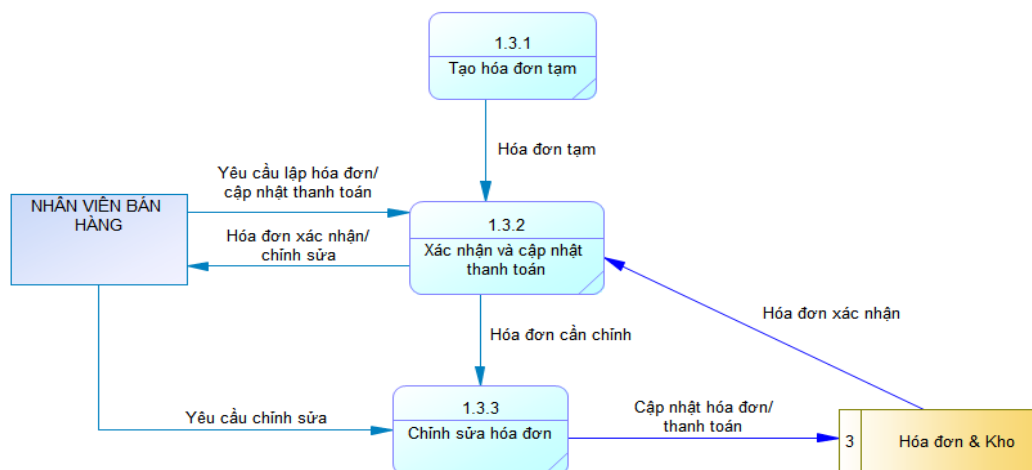 1.3.1
Tạo hóa đơn tạm
Hóa đơn tạm
Yêu cầu lập hóa đơn/
cập nhật thanh toán
NHÂN VIÊN BÁN
HÀNG
1.3.2
Xác nhận và cập nhật
thanh toán
Hóa đơn xác nhận/
chỉnh sửa
Hóa đơn xác nhận
Hóa đơn cần chỉnh
1.3.3
Chỉnh sửa hóa đơn
Yêu cầu chỉnh sửa
Cập nhật hóa đơn/
thanh toán
3
Hóa đơn & Kho